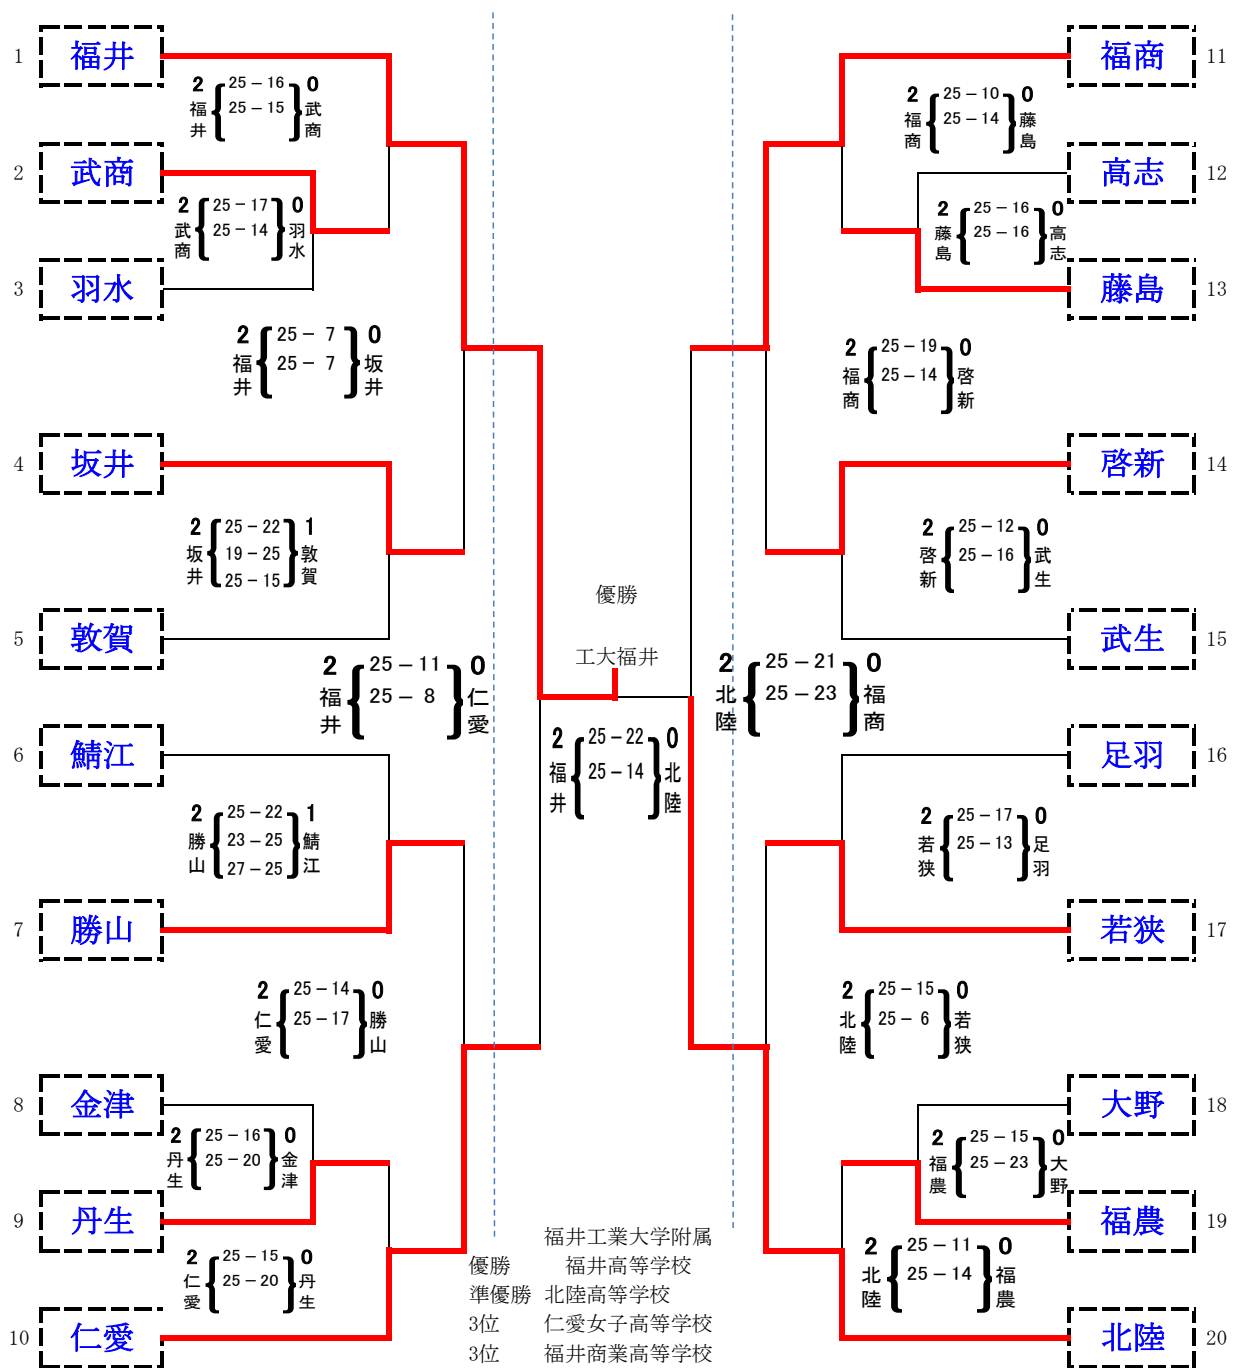 1 福井
2 25－16 0
福井 25－15 武商
2 武商
2 25－17 0
武商 25－14 羽水
3 羽水
2 25－ 7 0
福井 25－ 7 坂井
4 坂井
2 25－22 1
坂井 19－25 敦賀
25－15
5 敦賀
2 25－11 0
福井 25－ 8 仁愛
6 鯖江
2 25－22 1
勝山 23－25 鯖江
27－25
7 勝山
2 25－14 0
仁愛 25－17 勝山
8 金津
2 25－16 0
丹生 25－20 金津
9 丹生
2 25－15 0
仁愛 25－20 丹生
10 仁愛
優勝
工大福井
2 25－22 0
福井 25－14 北陸
福商 11
2 25－10 0
福商 25－14 藤島
高志 12
2 25－16 0
藤島 25－16 高志
藤島 13
2 25－19 0
福商 25－14 啓新
啓新 14
2 25－12 0
啓新 25－16 武生
武生 15
2 25－21 0
北陸 25－23 福商
足羽 16
2 25－17 0
若狭 25－13 足羽
若狭 17
2 25－15 0
北陸 25－ 6 若狭
大野 18
2 25－15 0
福農 25－23 大野
福農 19
2 25－11 0
北陸 25－14 福農
北陸 20
福井工業大学附属
優勝 福井高等学校
準優勝 北陸高等学校
3位 仁愛女子高等学校
3位 福井商業高等学校